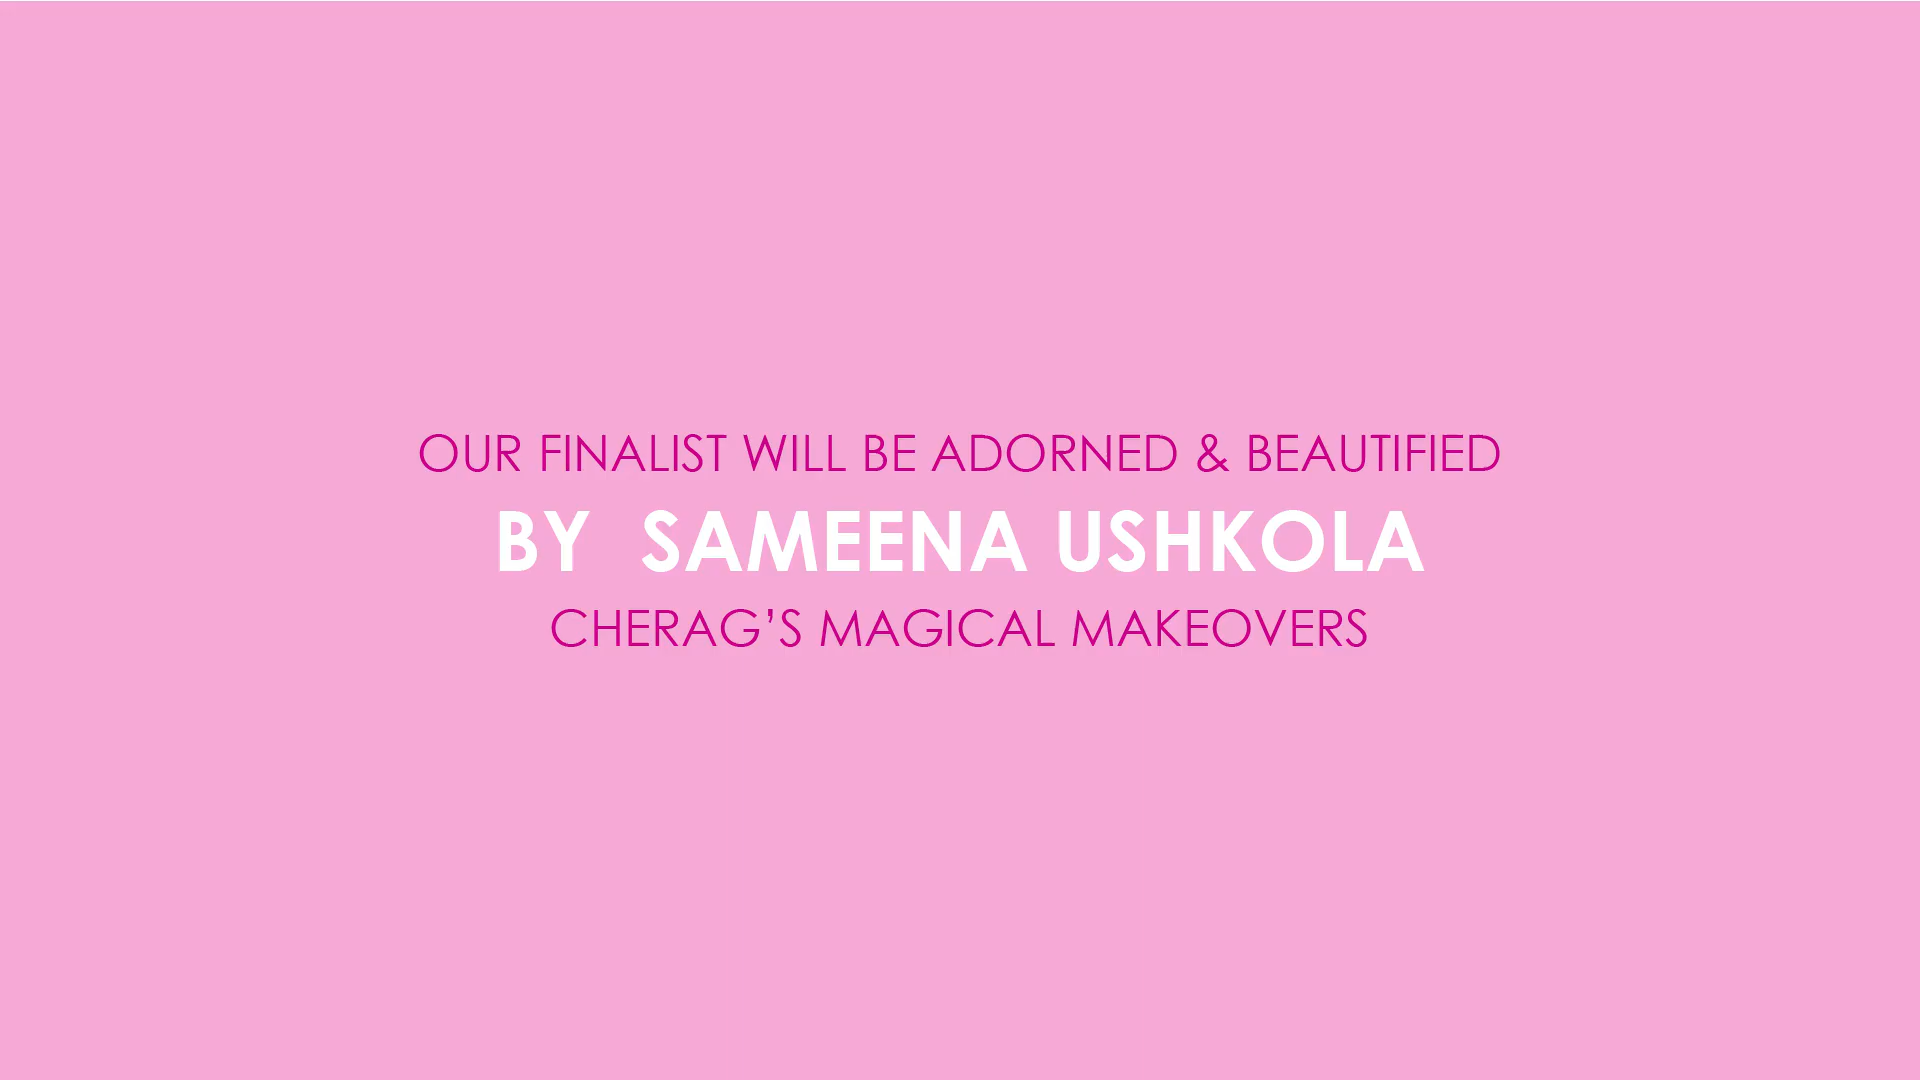 OUR FINALIST WILL BE ADORNED & BEAUTIFIED
BY  SAMEENA USHKOLA
CHERAG’S MAGICAL MAKEOVERS